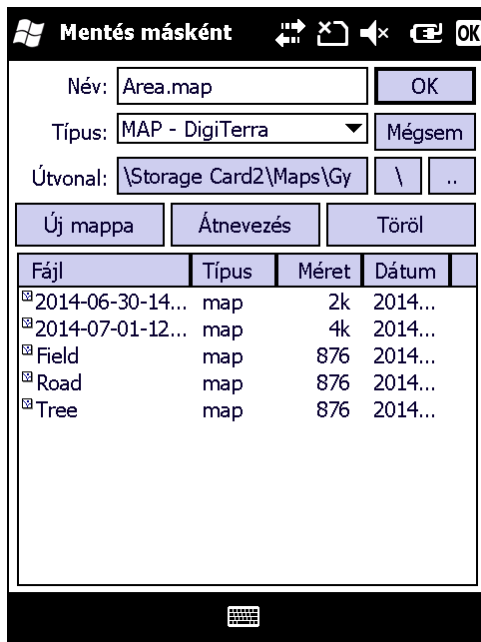 Mentés másként OK
Név: Area.map OK
Típus: MAP - DigiTerra Mégsem
Útvonal: \Storage Card2\Maps\Gy \ ..
Új mappa Átnevezés Töröl
Fájl Típus Méret Dátum
2014-06-30-14... map 2k 2014...
2014-07-01-12... map 4k 2014...
Field map 876 2014...
Road map 876 2014...
Tree map 876 2014...